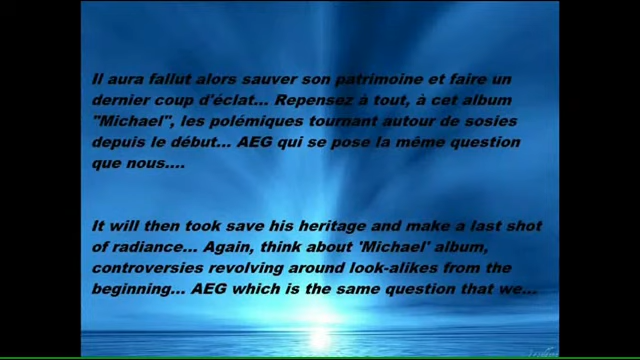 Il aura fallut alors sauver son patrimoine et faire un
dernier coup d'éclat... Repensez à tout, à cet album
"Michael", les polémiques tournant autour de sosies
depuis le début... AEG qui se pose la même question
que nous....
It will then took save his heritage and make a last shot
of radiance... Again, think about 'Michael' album,
controversies revolving around look-alikes from the
beginning... AEG which is the same question that we...